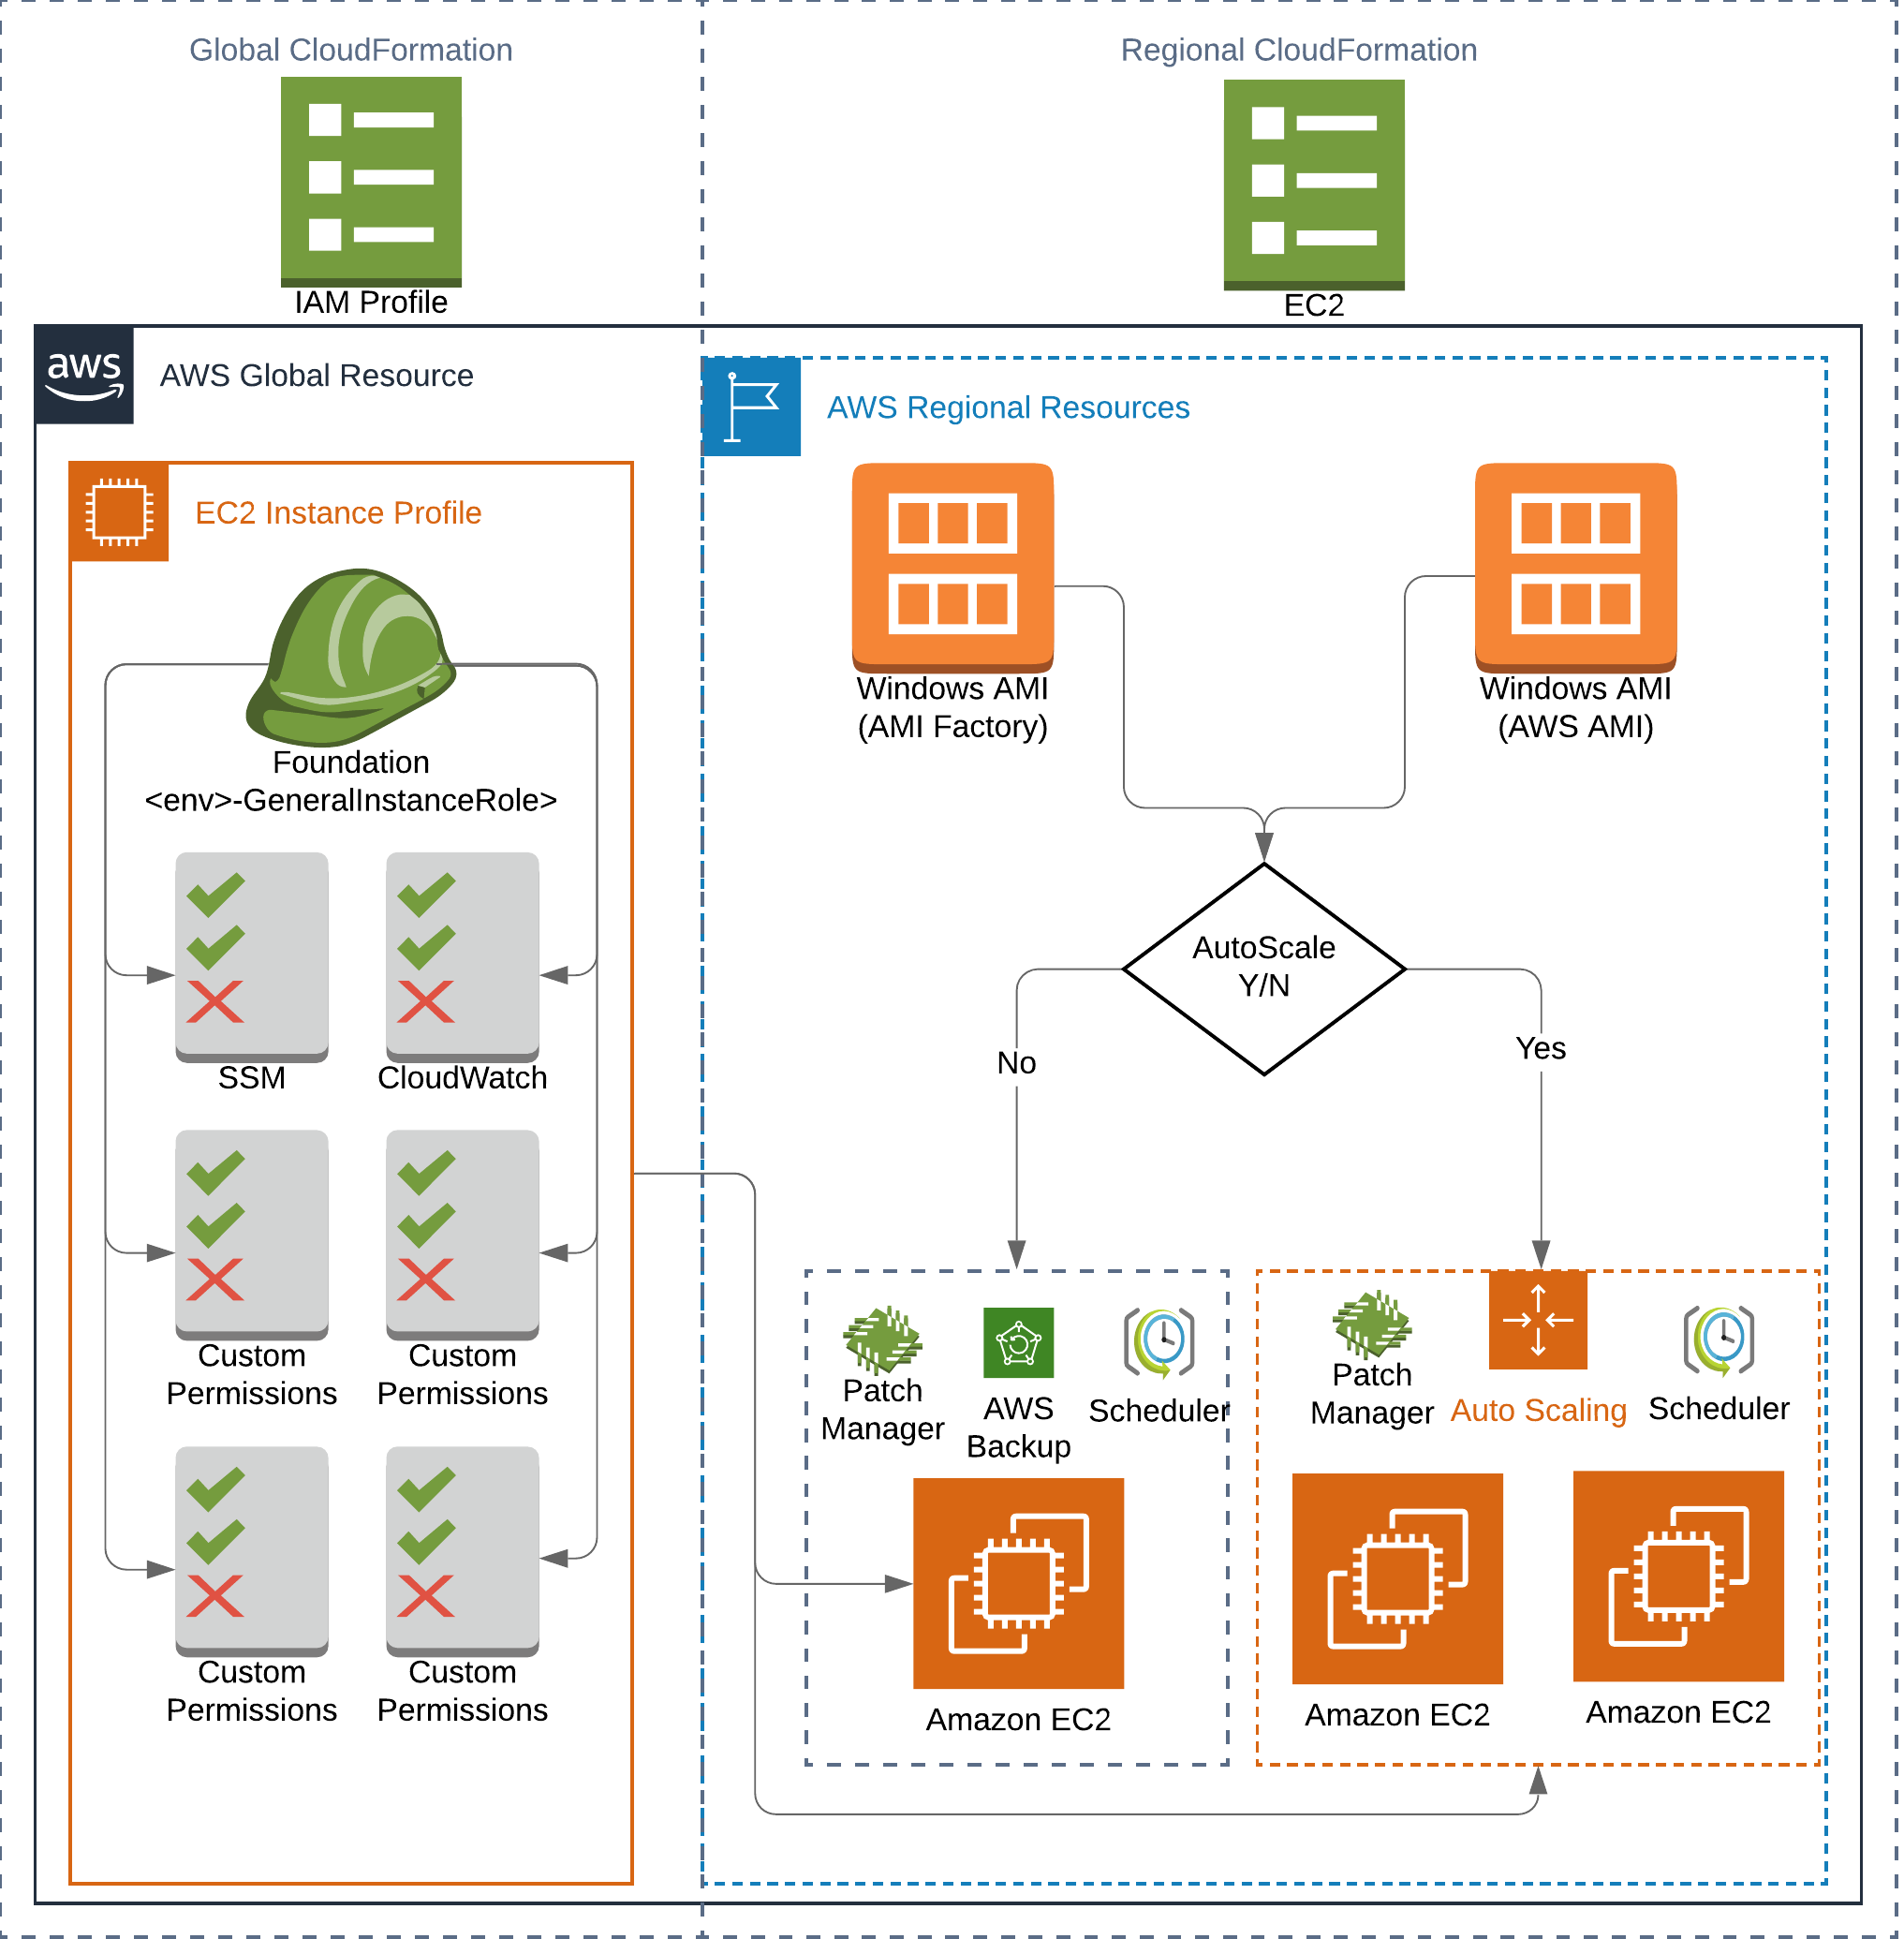 Global CloudFormation
IAM Profile
Regional CloudFormation
EC2
aws
AWS Global Resource
EC2 Instance Profile
Foundation
<env>-GeneralInstanceRole>
SSM
CloudWatch
Custom
Permissions
Custom
Permissions
Custom
Permissions
Custom
Permissions
AWS Regional Resources
Windows AMI
(AMI Factory)
Windows AMI
(AWS AMI)
AutoScale
Y/N
No
Yes
Patch
Manager
AWS
Backup
Scheduler
Amazon EC2
Patch
Manager
Auto Scaling
Scheduler
Amazon EC2
Amazon EC2